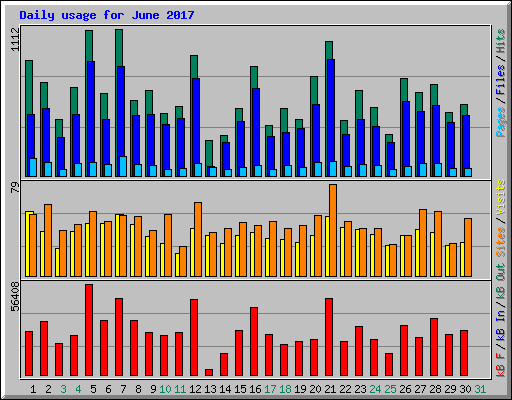 Daily usage for June 2017
1112
Pages / Files / Hits
79
Sites / Visits
56408
kB F / kB In / kB Out
1 2 3 4 5 6 7 8 9 10 11 12 13 14 15 16 17 18 19 20 21 22 23 24 25 26 27 28 29 30 31